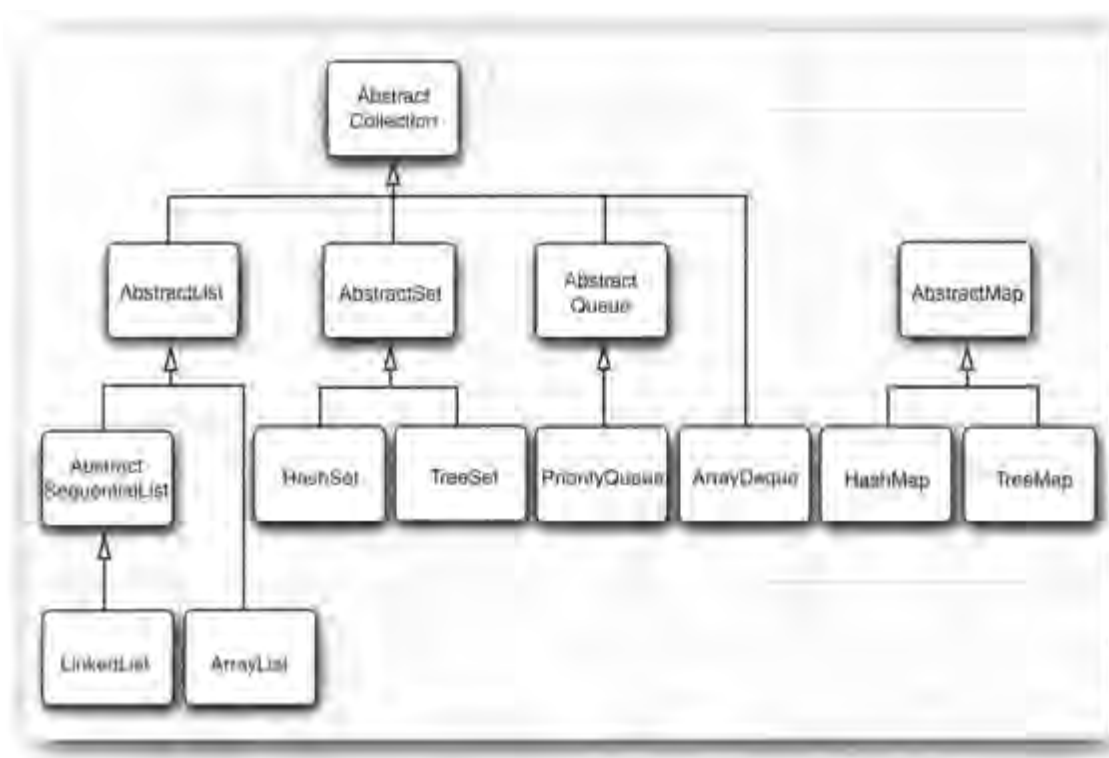 Abstract
Collection
AbstractList
AbstractSet
Abstract
Queue
AbstractMap
Abstract
SequentialList
HashSet
TreeSet
PriorityQueue
ArrayDeque
HashMap
TreeMap
LinkedList
ArrayList